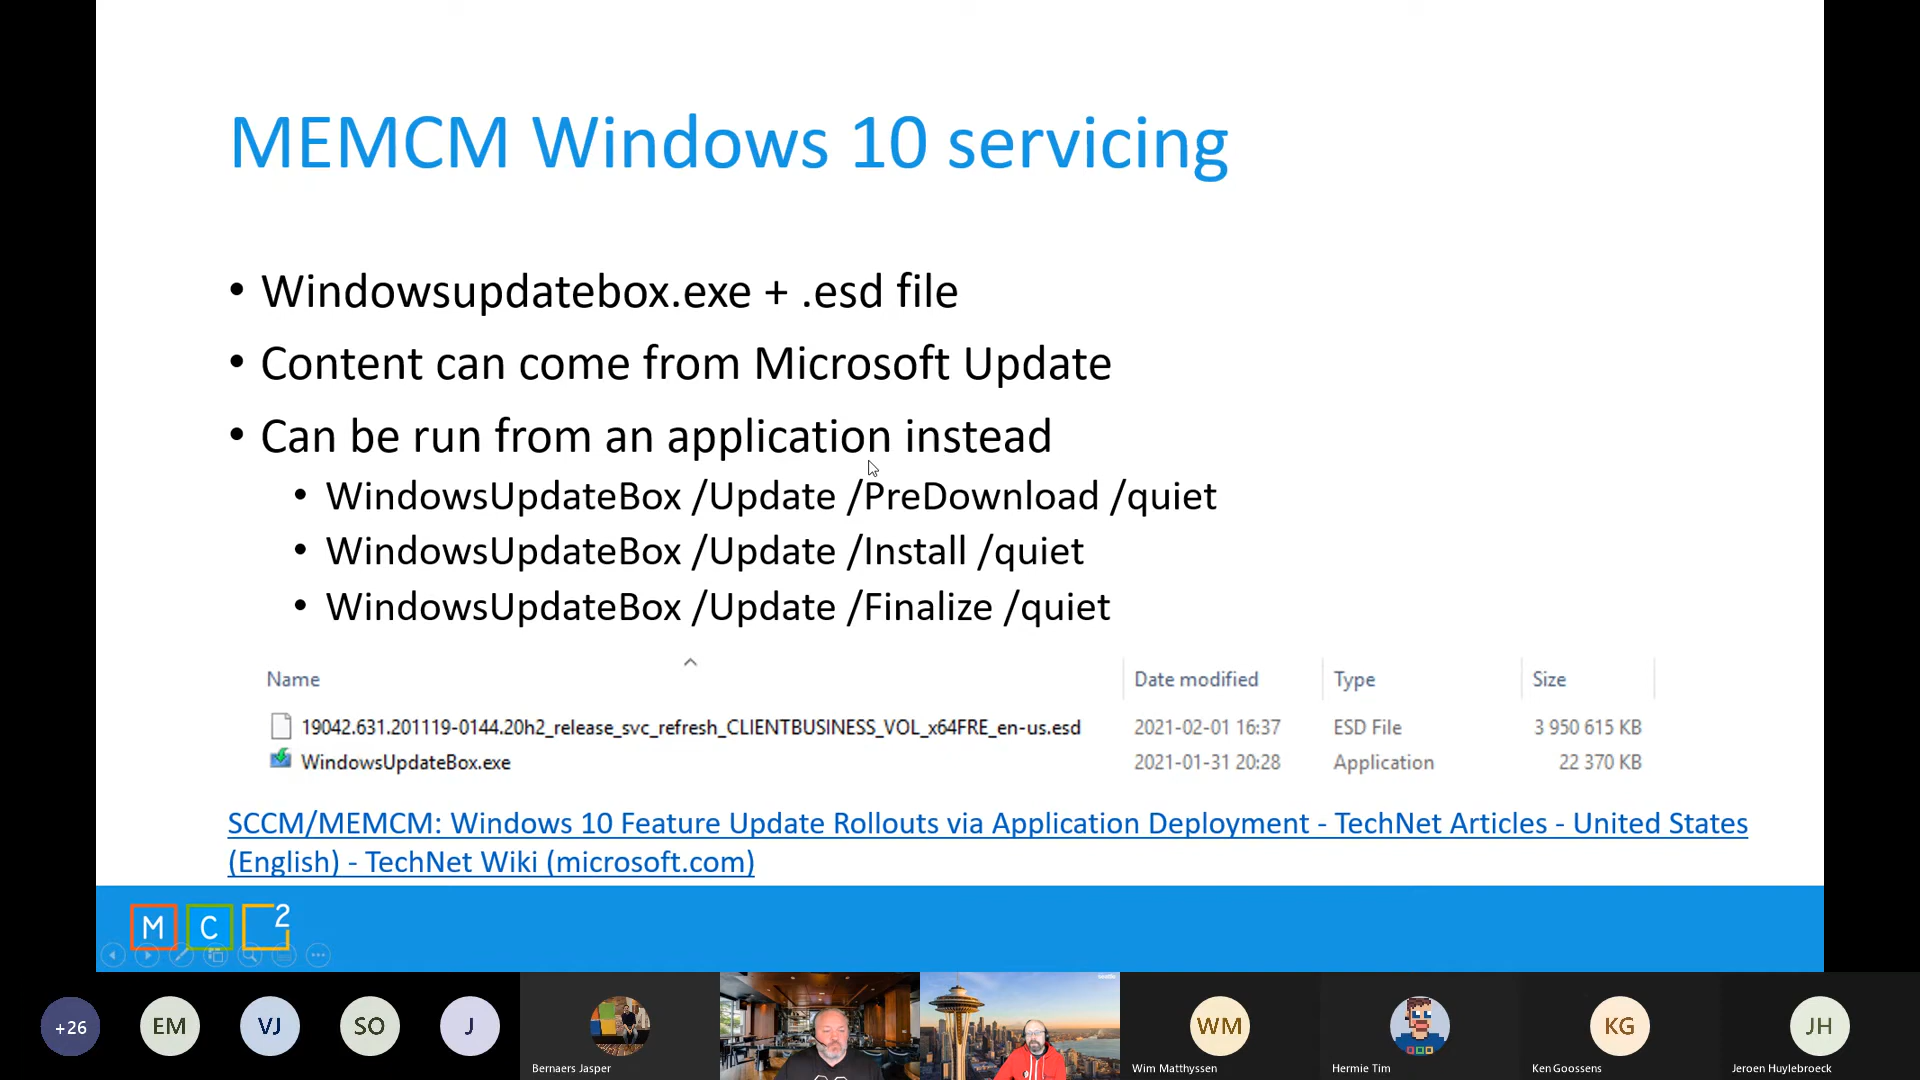 MEMCM Windows 10 servicing
• Windowsupdatebox.exe + .esd file
• Content can come from Microsoft Update
• Can be run from an application instead
• WindowsUpdateBox /Update /PreDownload /quiet
• WindowsUpdateBox /Update /Install /quiet
• WindowsUpdateBox /Update /Finalize /quiet
Name Date modified Type Size
19042.631.201119-0144.20h2_release_svc_refresh_CLIENTBUSINESS_VOL_x64FRE_en-us.esd 2021-02-01 16:37 ESD File 3 950 615 KB
WindowsUpdateBox.exe 2021-01-31 20:28 Application 22 370 KB
SCCM/MEMCM: Windows 10 Feature Update Rollouts via Application Deployment - TechNet Articles - United States
(English) - TechNet Wiki (microsoft.com)
M C 2
+26 EM VJ SO J WM KG JH
Bernaers Jasper Wim Matthyssen Hermie Tim Ken Goossens Jeroen Huylebroeck